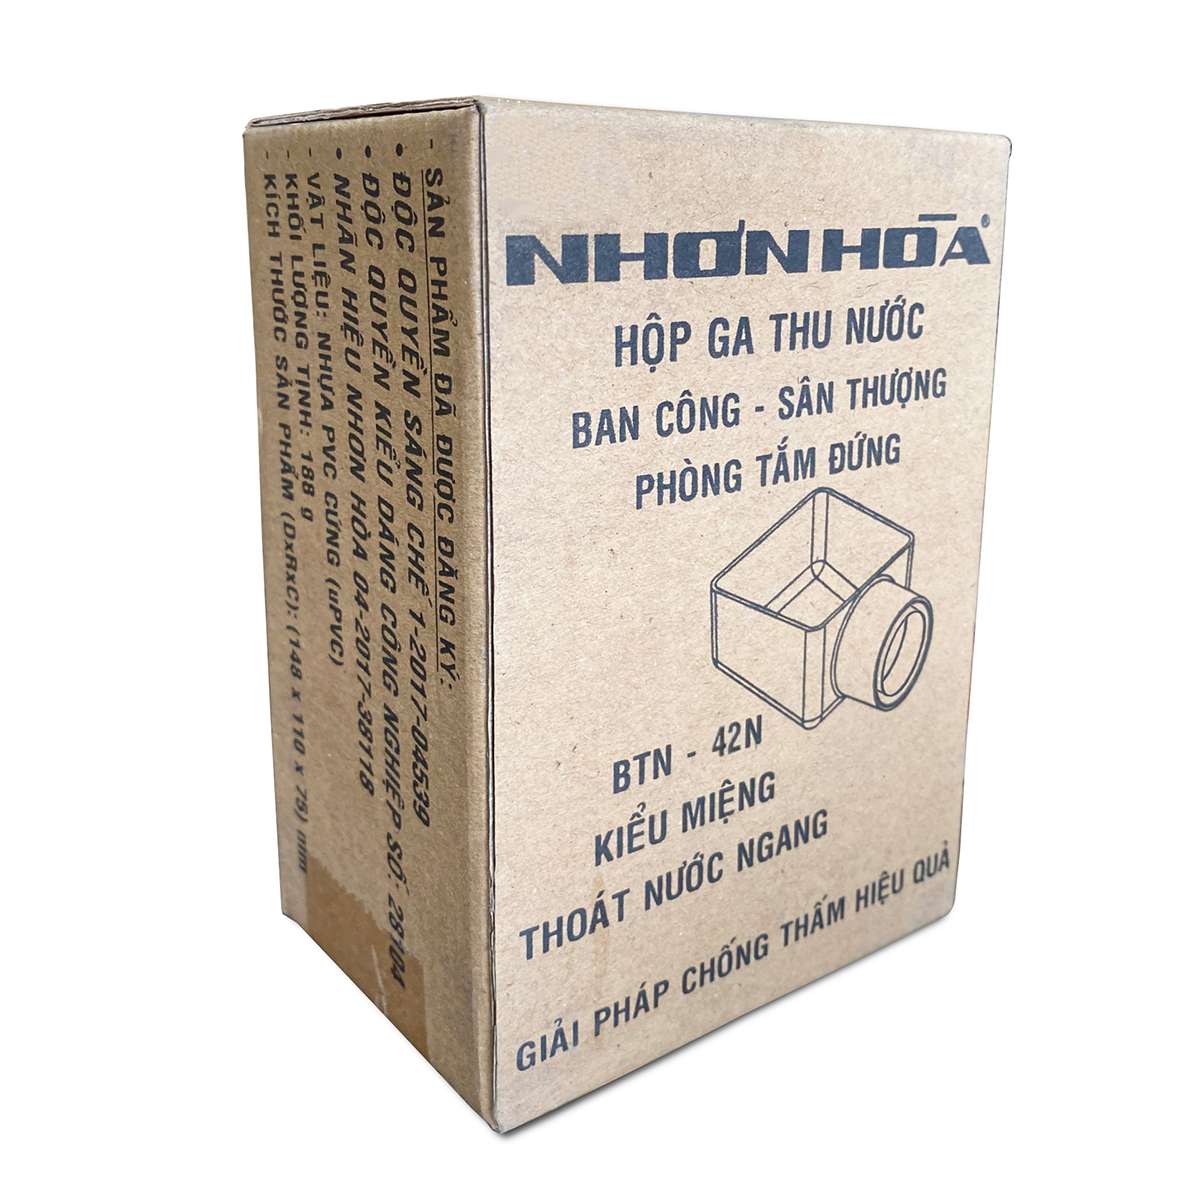 - SẢN PHẨM ĐÃ ĐƯỢC ĐĂNG KÝ:
• ĐỘC QUYỀN SÁNG CHẾ 1-2017-04539
• ĐỘC QUYỀN KIỂU DÁNG CÔNG NGHIỆP SỐ: 28104
• NHÃN HIỆU NHƠN HÒA 04-2017-38118
- VẬT LIỆU: NHỰA PVC CỨNG (uPVC)
- KHỐI LƯỢNG TỊNH: 188 g
- KÍCH THƯỚC SẢN PHẨM (DxRxC): (148 x 110 x 75) mm
NHƠN HÒA®
HỘP GA THU NƯỚC
BAN CÔNG - SÂN THƯỢNG
PHÒNG TẮM ĐỨNG
BTN - 42N
KIỂU MIỆNG
THOÁT NƯỚC NGANG
GIẢI PHÁP CHỐNG THẤM HIỆU QUẢ